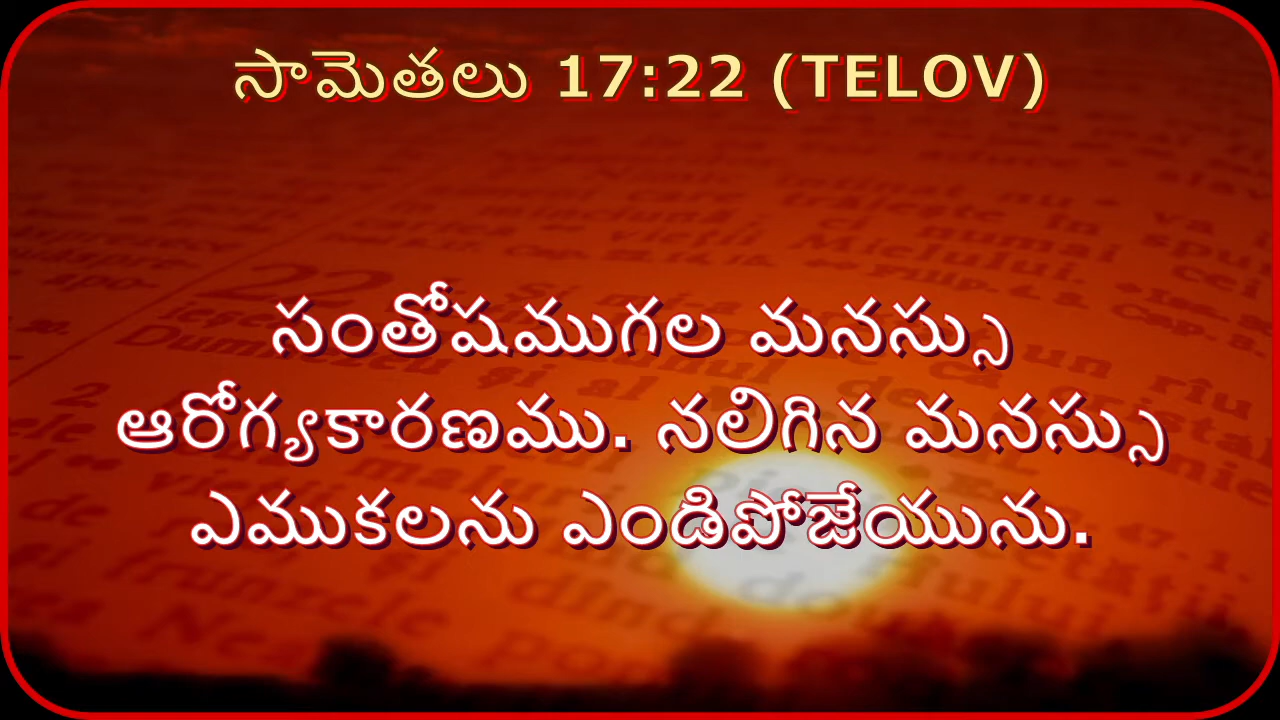 సామెతలు 17:22 (TELOV)
సంతోషముగల మనస్సు
ఆరోగ్యకారణము. నలిగిన మనస్సు
ఎముకలను ఎండిపోజేయును.